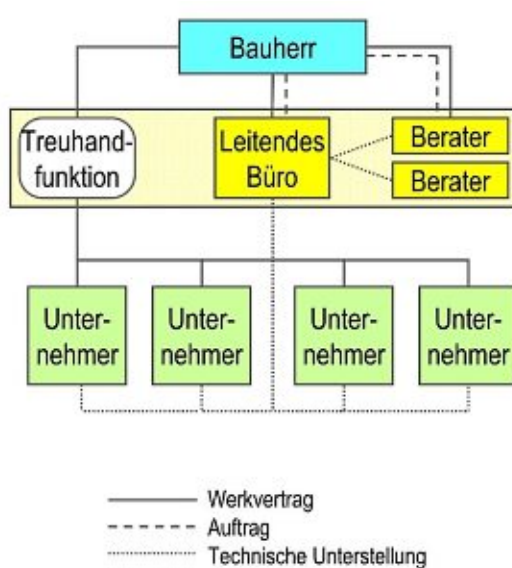 Bauherr
Treuhand-
funktion
Leitendes
Büro
Berater
Berater
Unter-
nehmer
Unter-
nehmer
Unter-
nehmer
Unter-
nehmer
Werkvertrag
Auftrag
Technische Unterstellung